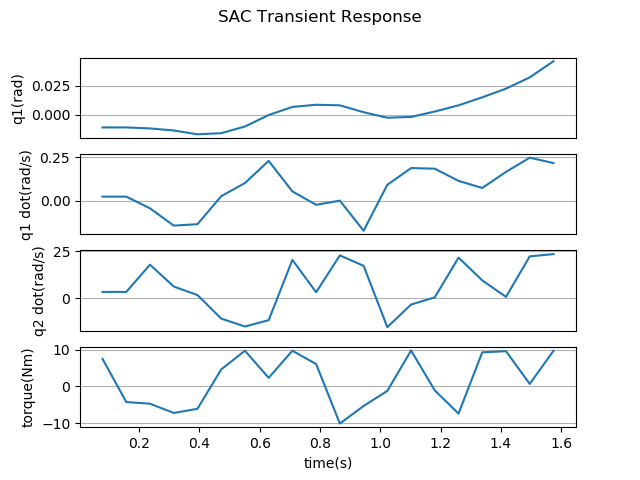 SAC Transient Response
q1(rad)
0.025
0.000
q1 dot(rad/s)
0.25
0.00
q2 dot(rad/s)
25
0
torque(Nm)
10
0
−10
0.2 0.4 0.6 0.8 1.0 1.2 1.4 1.6
time(s)